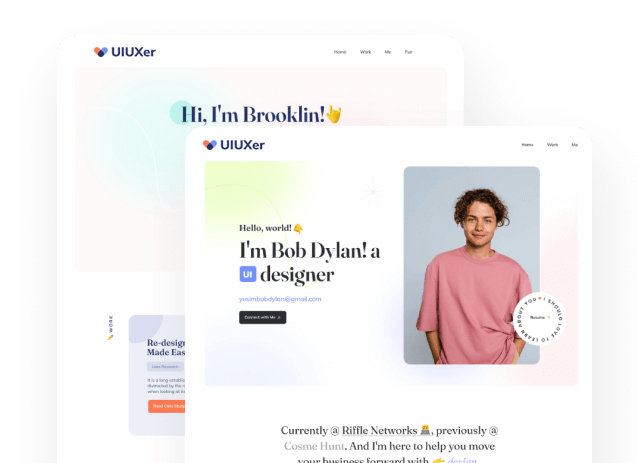 UIUXer
Home Work Me Fun
Hi, I'm Brooklin!
WORK
Re-design
Made Eas
User Research
It is a long establis
distracted by the r
when looking at it
Read Case Study
UIUXer
Home Work Me
Hello, world!
I'm Bob Dylan! a
UI designer
yesimbobdylan@gmail.com
Connect with Me
Resume
I SHOULD LOVE TO LEARN ABOUT YOU
Currently @ Riffle Networks, previously @
Cosme Hunt. And I'm here to help you move
your business forward with design